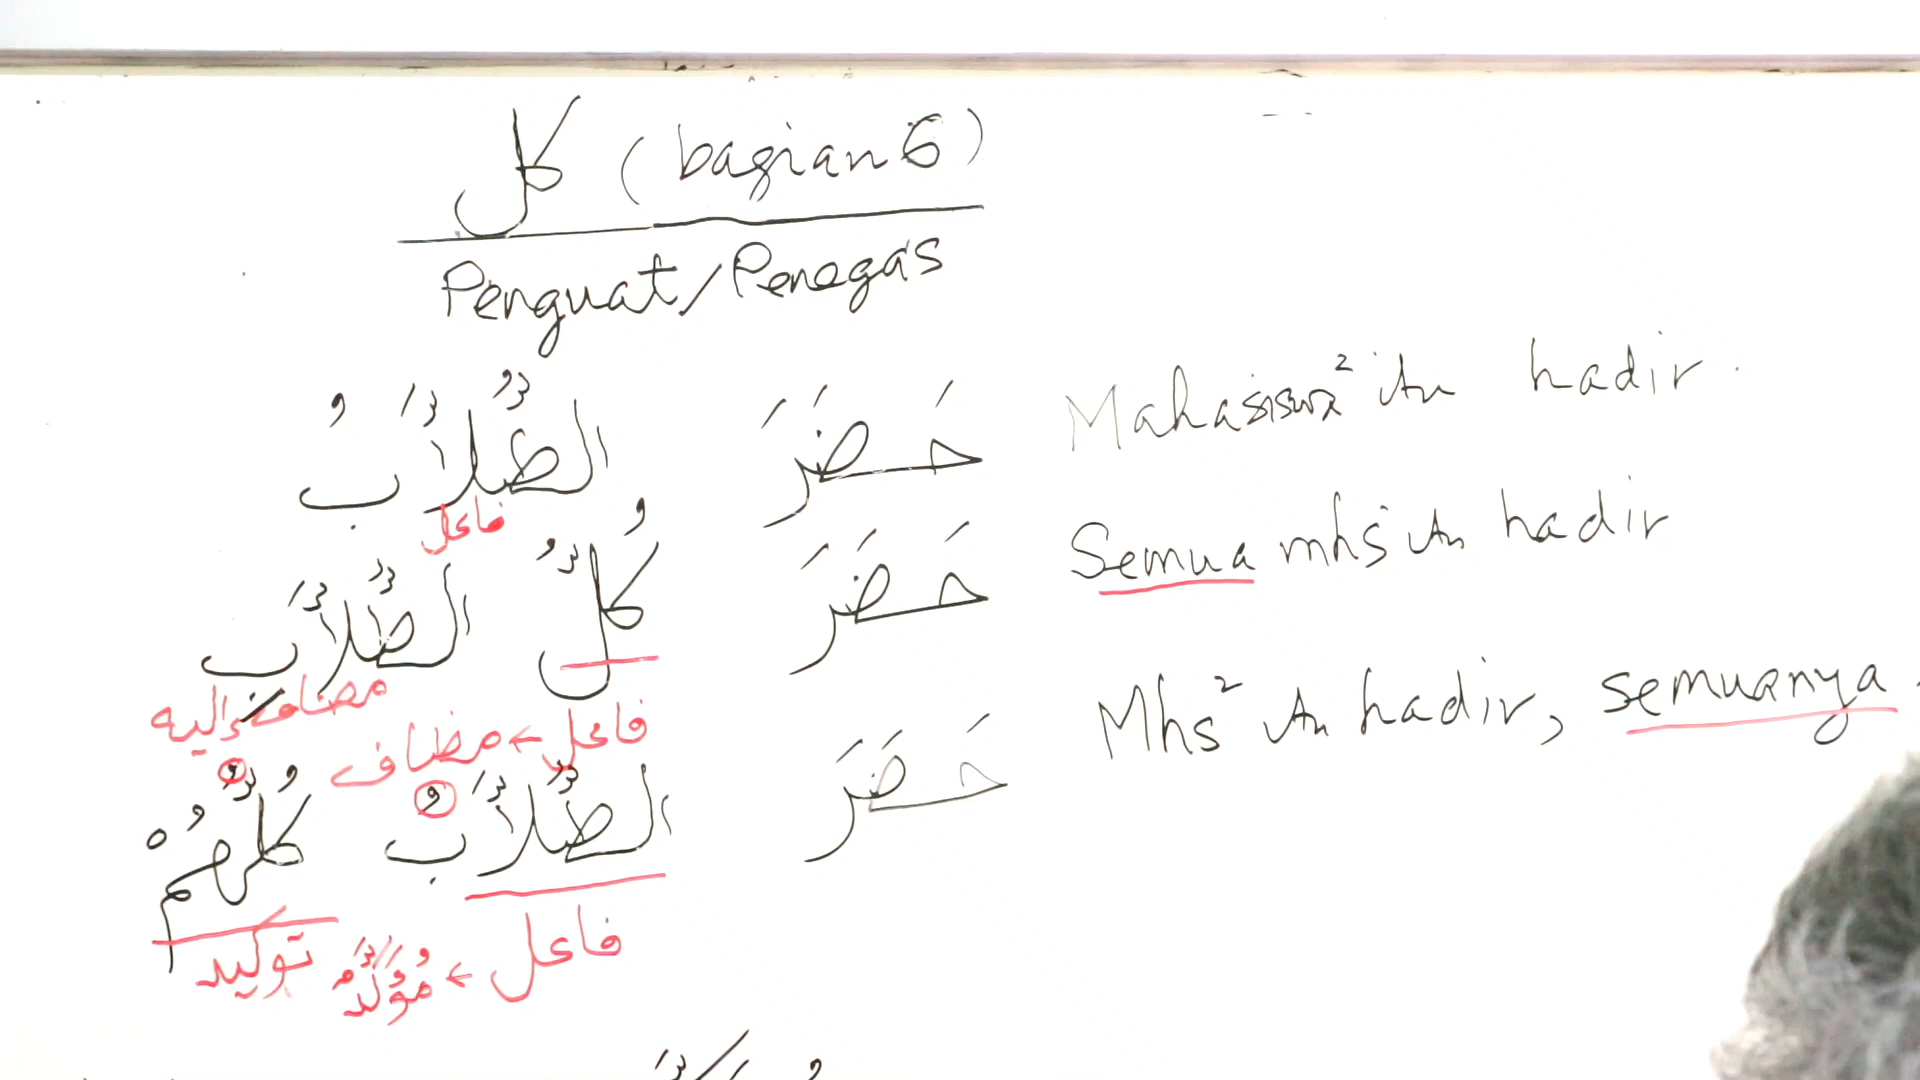 كل (bagian 6)
Penguat/Penegas
حَضَرَ الطُّلَّابُ Mahasiswa² itu hadir.
فاعل
حَضَرَ كُلُّ الطُّلَّابِ Semua mhs² itu hadir
فاعل ← مضاف مضاف إليه
حَضَرَ الطُّلَّابُ كُلُّهُمْ Mhs² itu hadir, semuanya.
فاعل ← مُؤَكَّدٌ توكيد